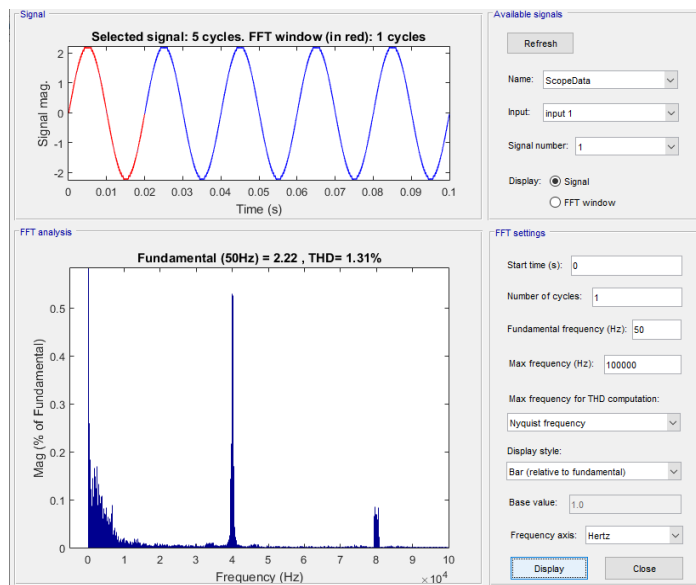 Signal
Selected signal: 5 cycles. FFT window (in red): 1 cycles
Signal mag.
2
1
0
-1
-2
0 0.01 0.02 0.03 0.04 0.05 0.06 0.07 0.08 0.09 0.1
Time (s)
Available signals
Refresh
Name: ScopeData
Input: input 1
Signal number: 1
Display: Signal
FFT window
FFT analysis
Fundamental (50Hz) = 2.22 , THD= 1.31%
Mag (% of Fundamental)
0.5
0.4
0.3
0.2
0.1
0
0 1 2 3 4 5 6 7 8 9 10
Frequency (Hz)
×10⁴
FFT settings
Start time (s): 0
Number of cycles: 1
Fundamental frequency (Hz): 50
Max frequency (Hz): 100000
Max frequency for THD computation:
Nyquist frequency
Display style:
Bar (relative to fundamental)
Base value: 1.0
Frequency axis: Hertz
Display Close